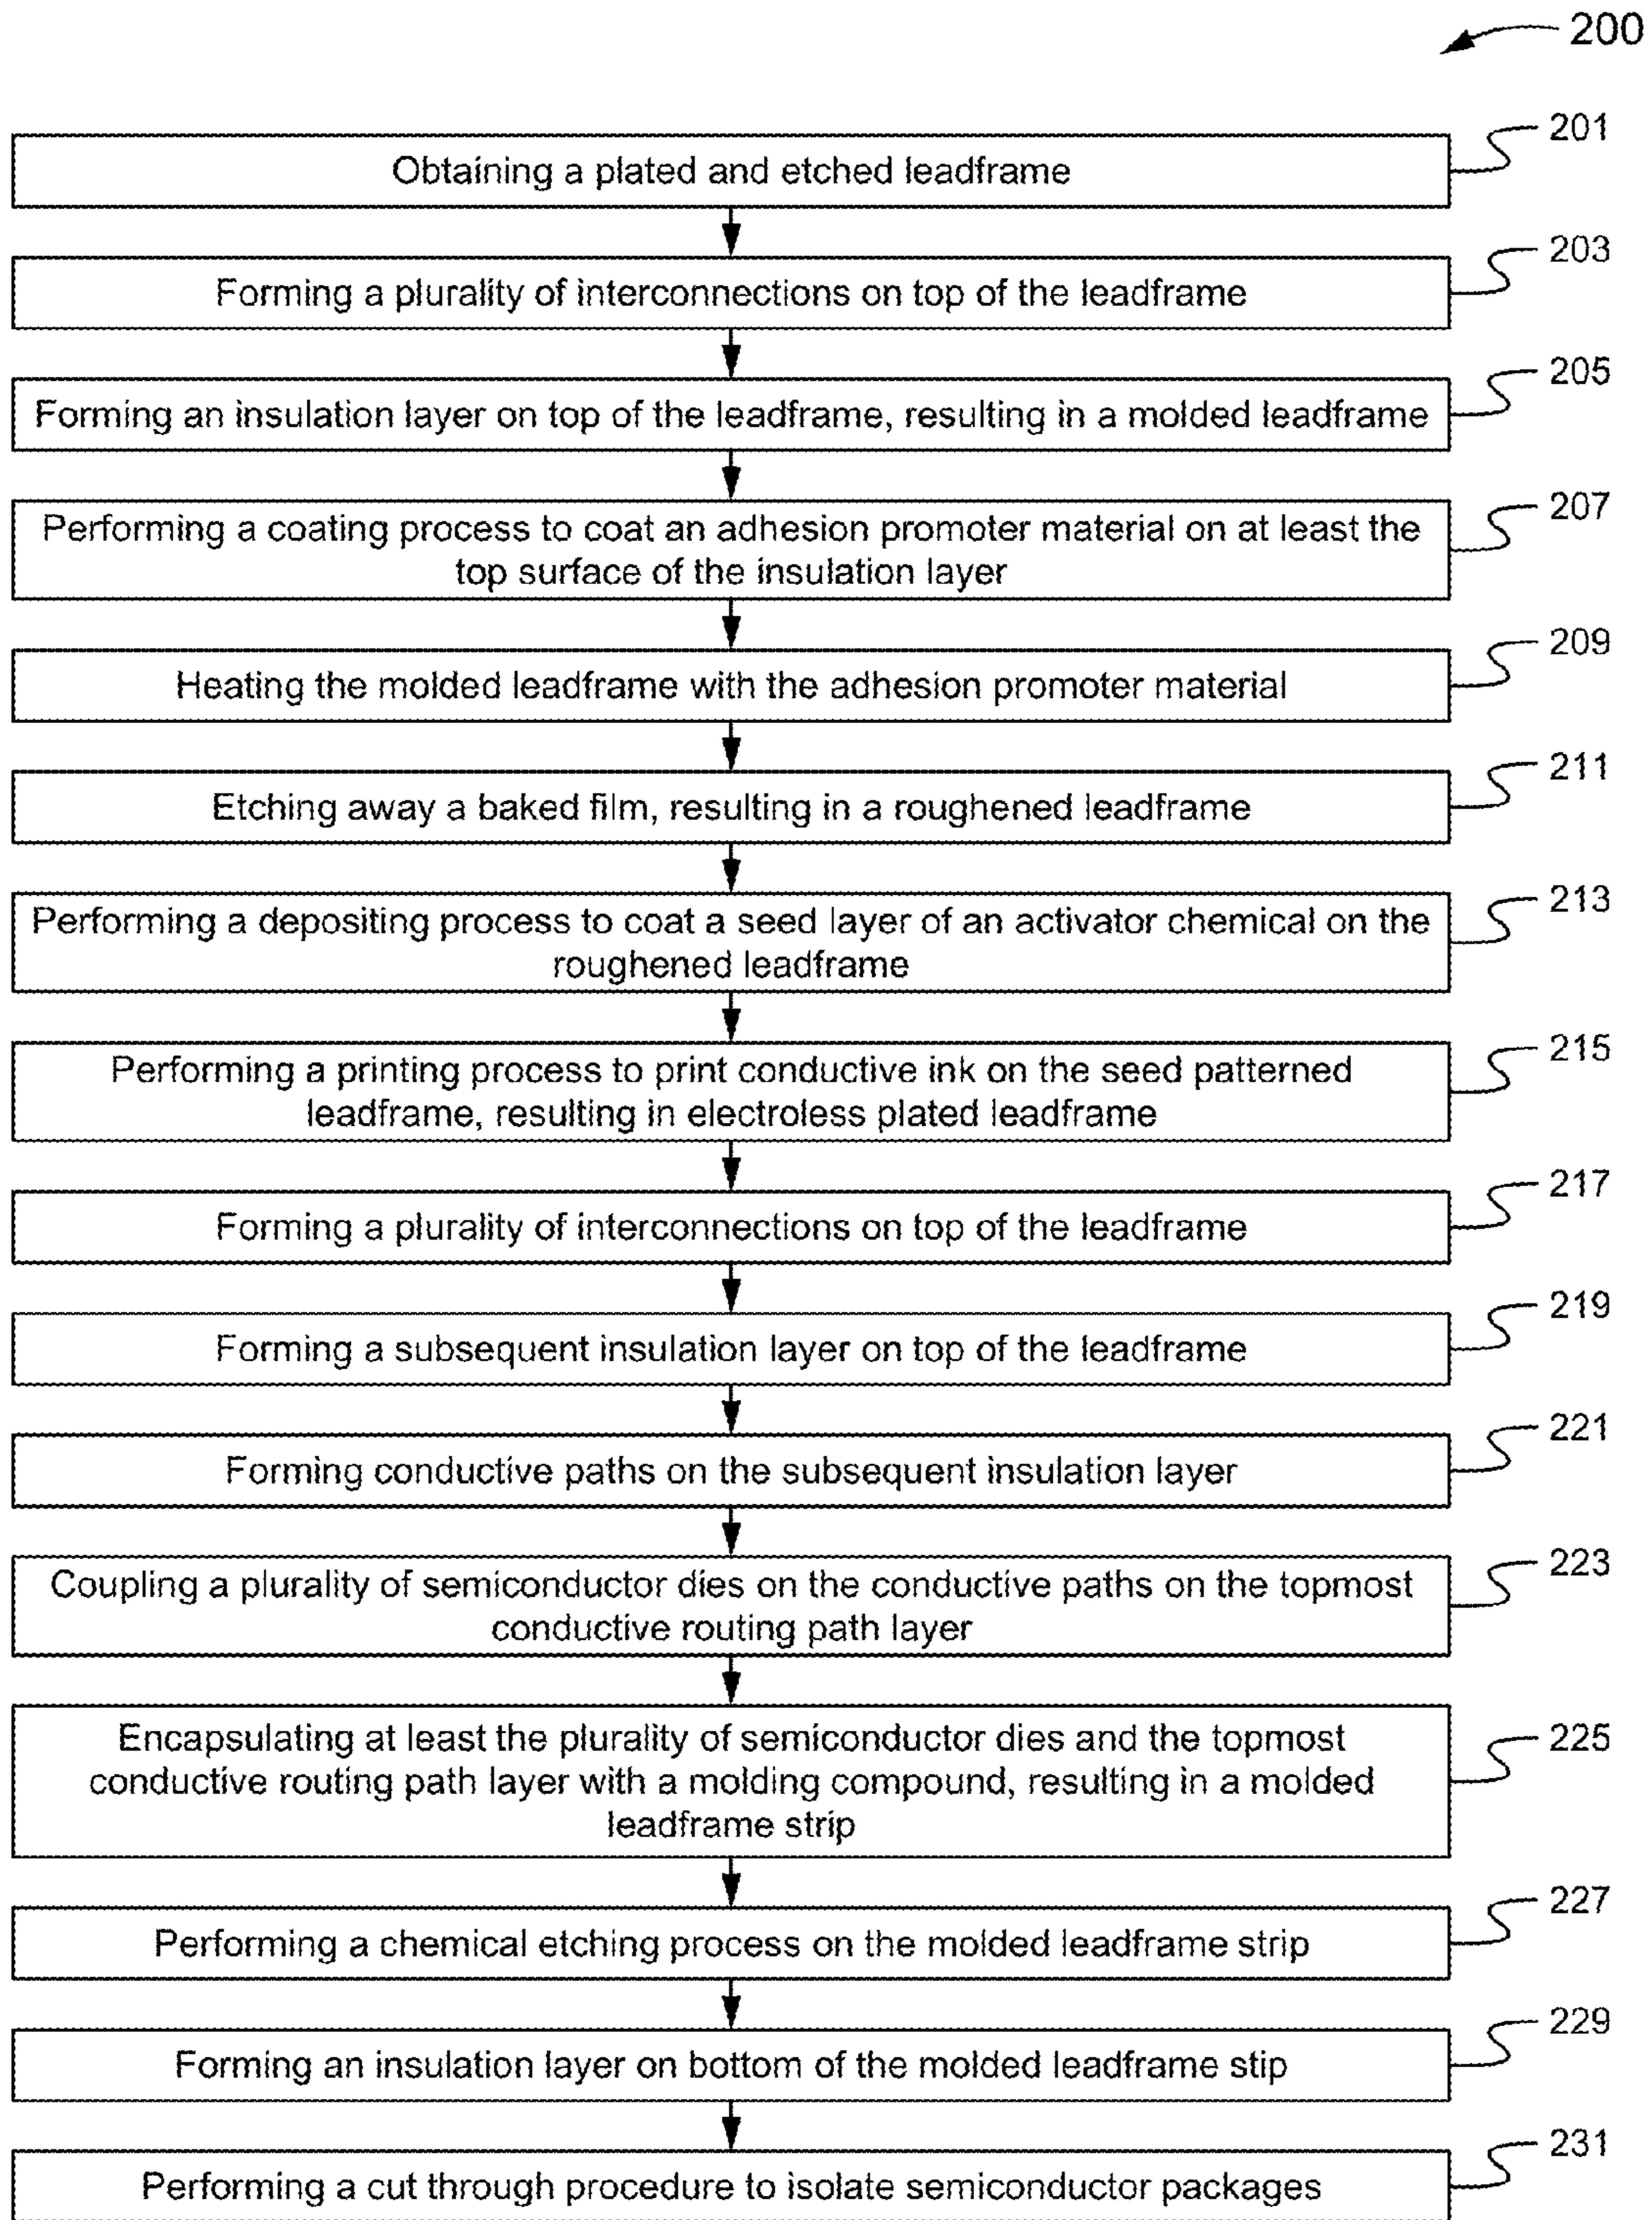 200
201
Obtaining a plated and etched leadframe
203
Forming a plurality of interconnections on top of the leadframe
205
Forming an insulation layer on top of the leadframe, resulting in a molded leadframe
207
Performing a coating process to coat an adhesion promoter material on at least the
top surface of the insulation layer
209
Heating the molded leadframe with the adhesion promoter material
211
Etching away a baked film, resulting in a roughened leadframe
213
Performing a depositing process to coat a seed layer of an activator chemical on the
roughened leadframe
215
Performing a printing process to print conductive ink on the seed patterned
leadframe, resulting in electroless plated leadframe
217
Forming a plurality of interconnections on top of the leadframe
219
Forming a subsequent insulation layer on top of the leadframe
221
Forming conductive paths on the subsequent insulation layer
223
Coupling a plurality of semiconductor dies on the conductive paths on the topmost
conductive routing path layer
225
Encapsulating at least the plurality of semiconductor dies and the topmost
conductive routing path layer with a molding compound, resulting in a molded
leadframe strip
227
Performing a chemical etching process on the molded leadframe strip
229
Forming an insulation layer on bottom of the molded leadframe stip
231
Performing a cut through procedure to isolate semiconductor packages